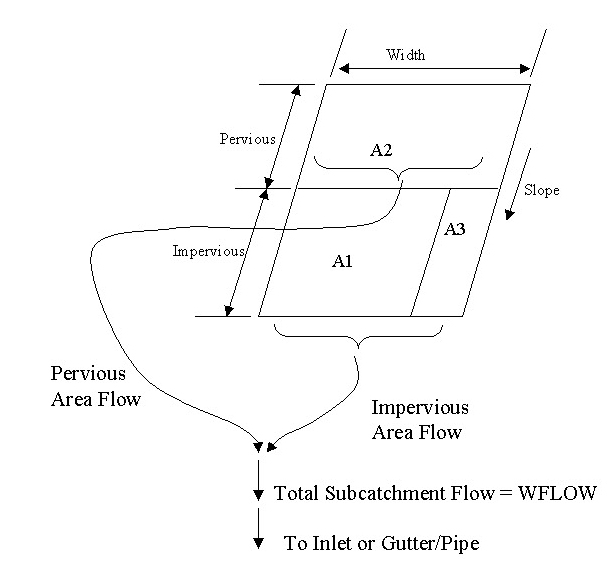 Width
Pervious
A2
Slope
Impervious
A1
A3
Pervious
Area Flow
Impervious
Area Flow
Total Subcatchment Flow = WFLOW
To Inlet or Gutter/Pipe